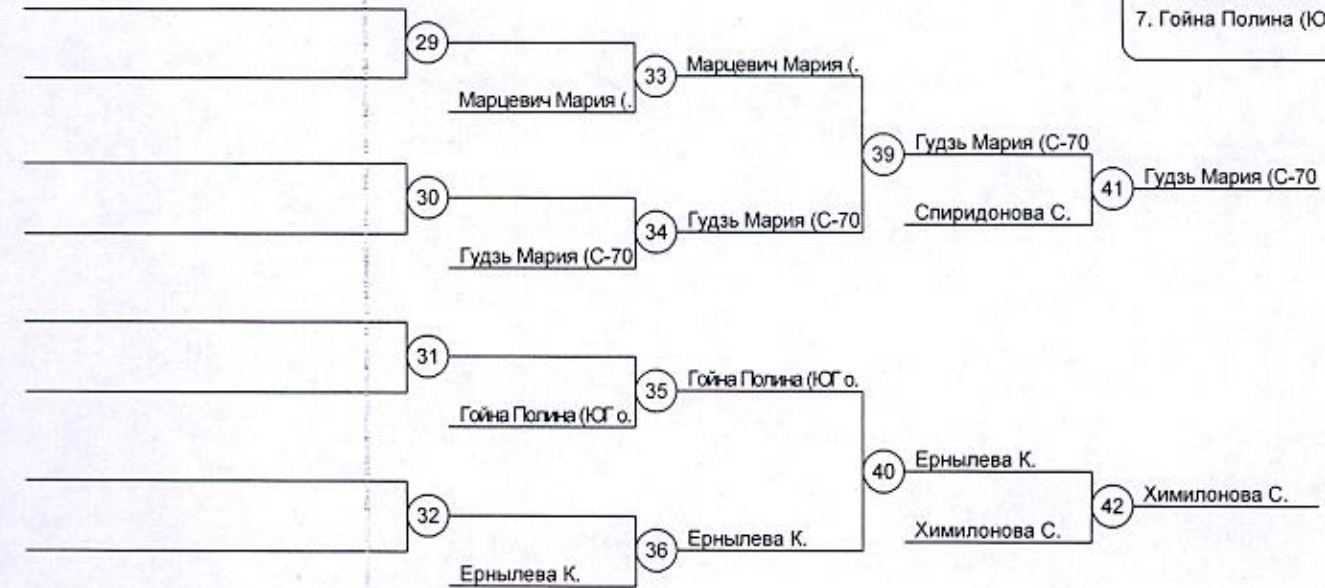 7. Гойна Полина (Ю
29
33
Марцевич Мария (.
Марцевич Мария (.
39
Гудзь Мария (С-70
30
41
Гудзь Мария (С-70
34
Гудзь Мария (С-70
Спиридонова С.
Гудзь Мария (С-70
31
35
Гойна Полина (ЮГ о.
Гойна Полина (ЮГ о.
40
Ернылева К.
32
42
Химилонова С.
36
Ернылева К.
Химилонова С.
Ернылева К.